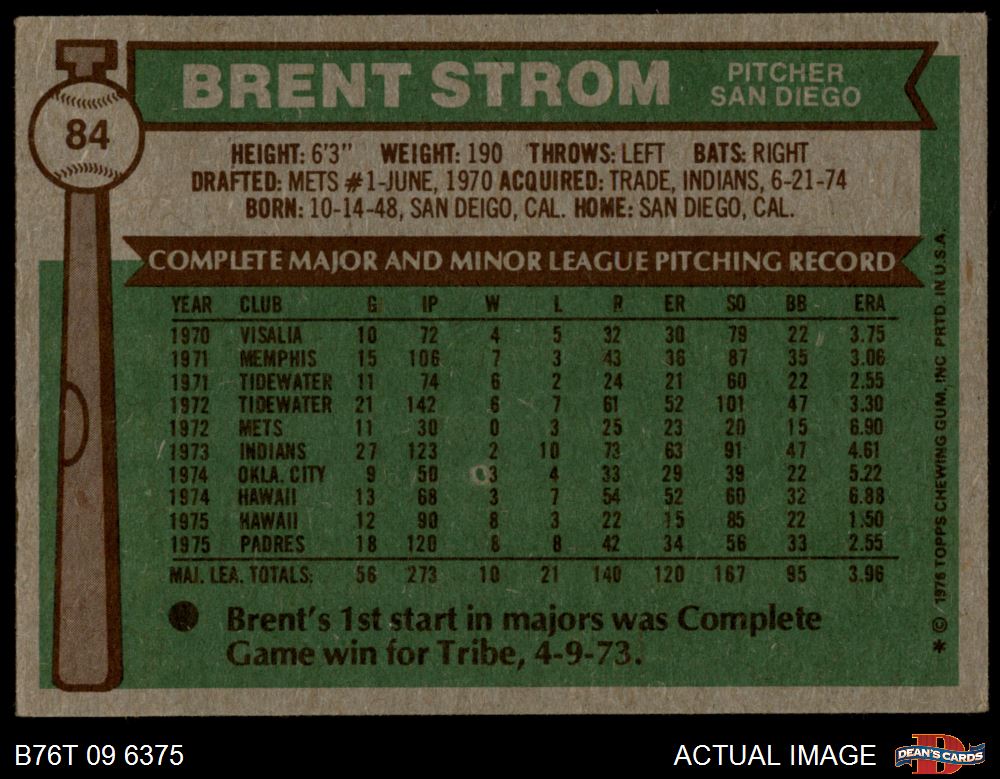 BRENT STROM
PITCHER
SAN DIEGO
84
HEIGHT: 6'3" WEIGHT: 190 THROWS: LEFT BATS: RIGHT
DRAFTED: METS #1-JUNE, 1970 ACQUIRED: TRADE, INDIANS, 6-21-74
BORN: 10-14-48, SAN DEIGO, CAL. HOME: SAN DIEGO, CAL.
COMPLETE MAJOR AND MINOR LEAGUE PITCHING RECORD
YEAR CLUB G IP W L R ER SO BB ERA
1970 VISALIA 10 72 4 5 32 30 79 22 3.75
1971 MEMPHIS 15 106 7 3 43 36 87 35 3.06
1971 TIDEWATER 11 74 6 2 24 21 60 22 2.55
1972 TIDEWATER 21 142 6 7 61 52 101 47 3.30
1972 METS 11 30 0 3 25 23 20 15 6.90
1973 INDIANS 27 123 2 10 73 63 91 47 4.61
1974 OKLA. CITY 9 50 3 4 33 29 39 22 5.22
1974 HAWAII 13 68 3 7 54 52 60 32 6.88
1975 HAWAII 12 90 8 3 22 15 85 22 1.50
1975 PADRES 18 120 8 8 42 34 56 33 2.55
MAJ. LEA. TOTALS: 56 273 10 21 140 120 167 95 3.96
Brent's 1st start in majors was Complete
Game win for Tribe, 4-9-73.
* © 1976 TOPPS CHEWING GUM, INC. PRTD. IN U.S.A.
B76T 09 6375
ACTUAL IMAGE
DEAN'S CARDS